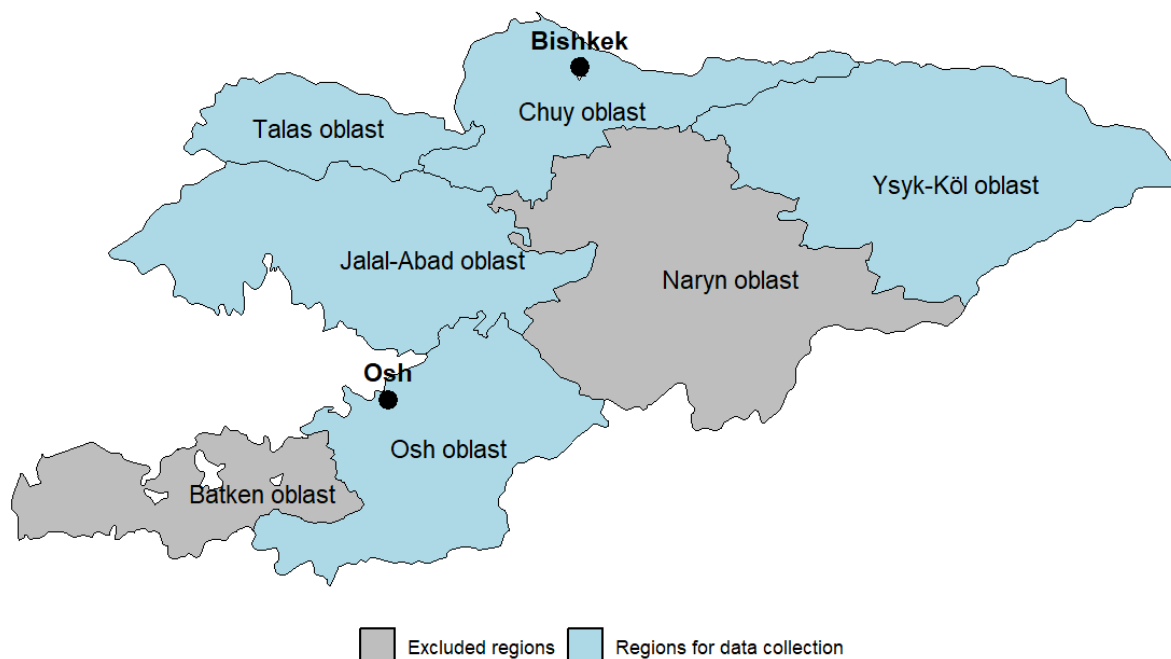 Bishkek
Chuy oblast
Talas oblast
Ysyk-Köl oblast
Jalal-Abad oblast
Naryn oblast
Osh
Osh oblast
Batken oblast
Excluded regions
Regions for data collection